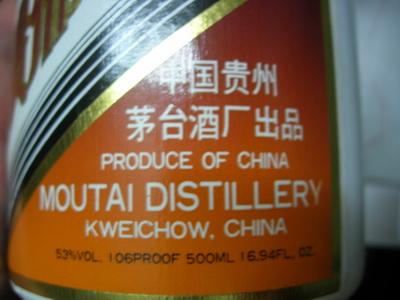 中国贵州
茅台酒厂出品
PRODUCE OF CHINA
MOUTAI DISTILLERY
KWEICHOW, CHINA
53%VOL. 106PROOF 500ML 16.94FL. OZ.